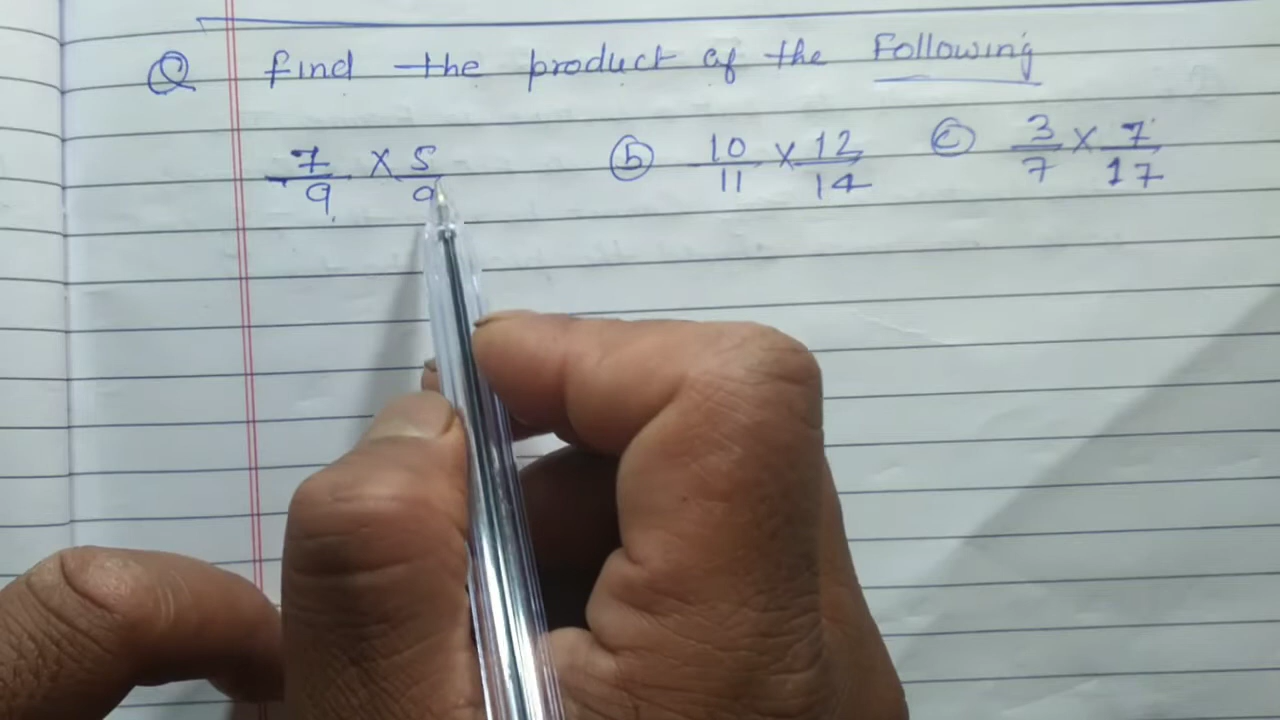 Q find the product of the Following
7/9 × 5/9 (b) 10/11 × 12/14 (c) 3/7 × 7/17